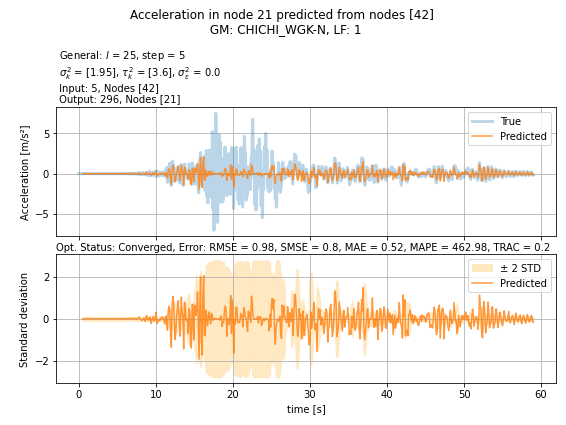 Acceleration in node 21 predicted from nodes [42]
GM: CHICHI_WGK-N, LF: 1
General: l = 25, step = 5
σ²ₖ = [1.95], τ²ₖ = [3.6], σ²ε = 0.0
Input: 5, Nodes [42]
Output: 296, Nodes [21]
Acceleration [m/s²]
5
0
−5
True
Predicted
Opt. Status: Converged, Error: RMSE = 0.98, SMSE = 0.8, MAE = 0.52, MAPE = 462.98, TRAC = 0.2
Standard deviation
2
0
−2
± 2 STD
Predicted
0 10 20 30 40 50 60
time [s]